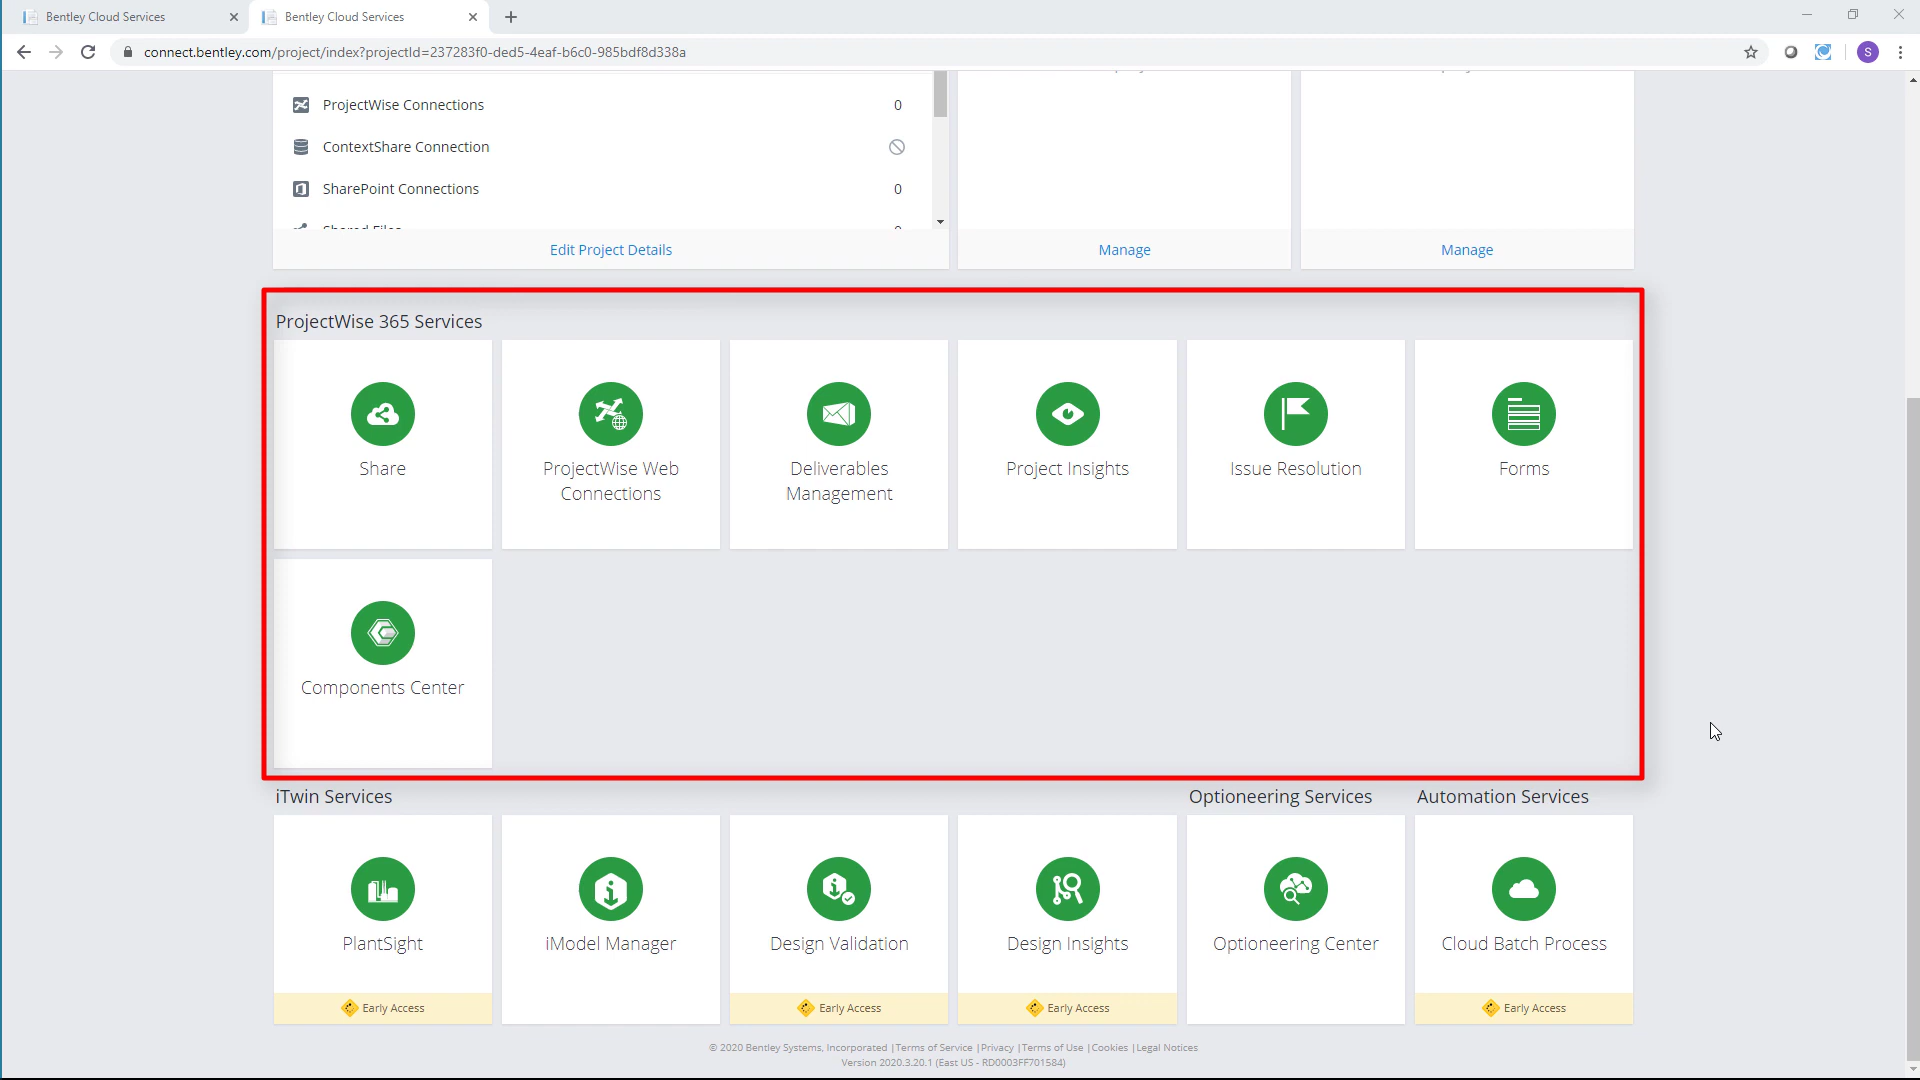 Bentley Cloud Services
Bentley Cloud Services
connect.bentley.com/project/index?projectId=237283f0-ded5-4eaf-b6c0-985bdf8d338a
S
ProjectWise Connections 0
ContextShare Connection
SharePoint Connections 0
Shared Files 0
Edit Project Details
Manage
Manage
ProjectWise 365 Services
Share
ProjectWise Web
Connections
Deliverables
Management
Project Insights
Issue Resolution
Forms
Components Center
iTwin Services
Optioneering Services
Automation Services
PlantSight
iModel Manager
Design Validation
Design Insights
Optioneering Center
Cloud Batch Process
Early Access
Early Access
Early Access
Early Access
© 2020 Bentley Systems, Incorporated |Terms of Service |Privacy |Terms of Use |Cookies |Legal Notices
Version 2020.3.20.1 (East US - RD0003FF701584)